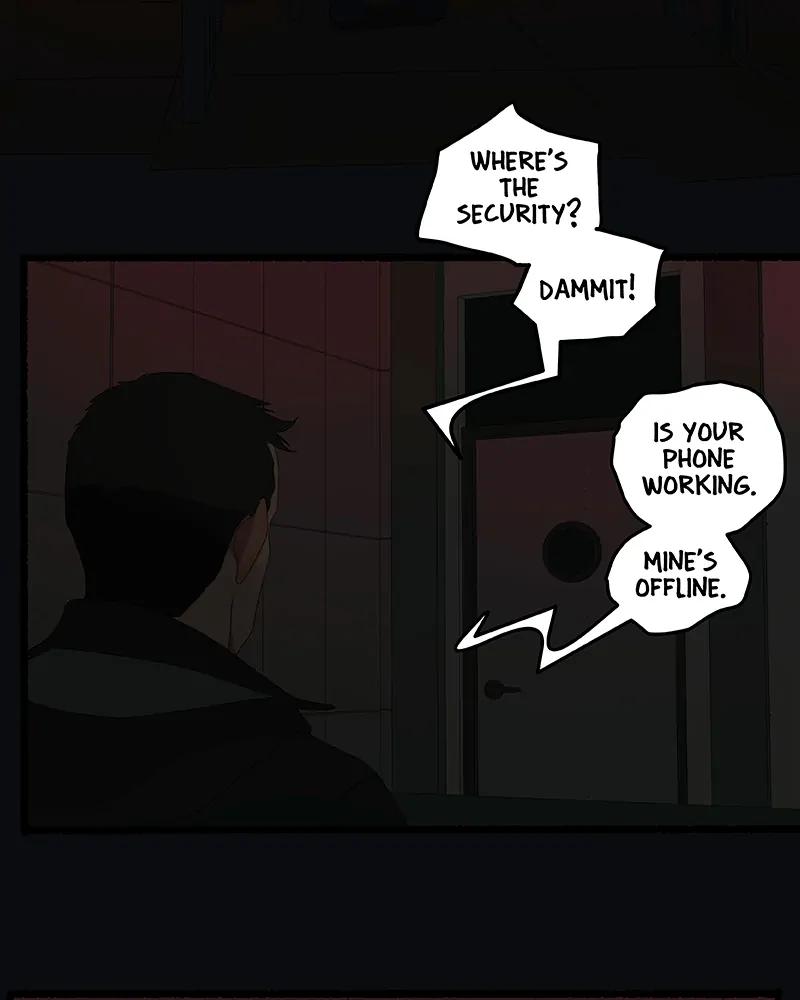 WHERE'S
THE
SECURITY?
DAMMIT!
IS YOUR
PHONE
WORKING.
MINE'S
OFFLINE.